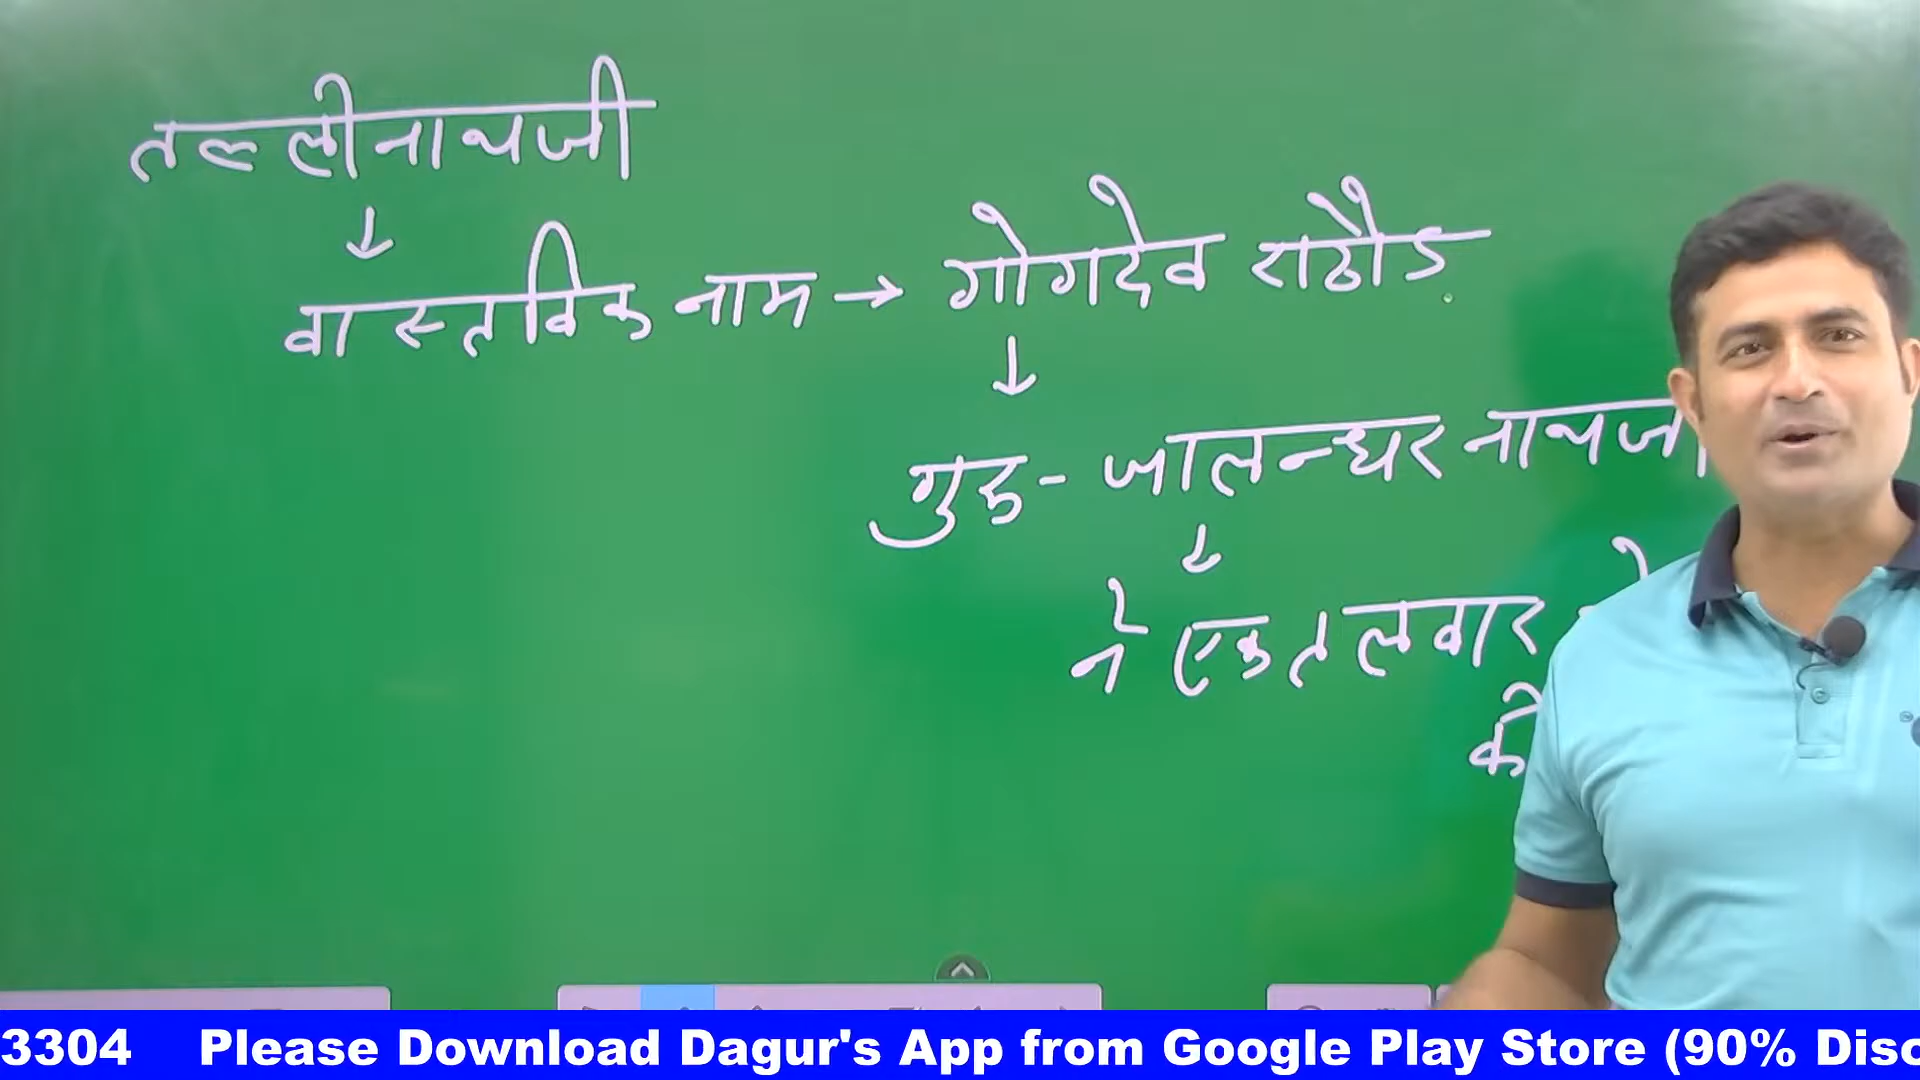 तल्लीनाथजी
वास्तविक नाम → गोगदेव राठौड़
गुरु - जालन्धर नाथज
ने एक तलवार
की
3304 Please Download Dagur's App from Google Play Store (90% Disc